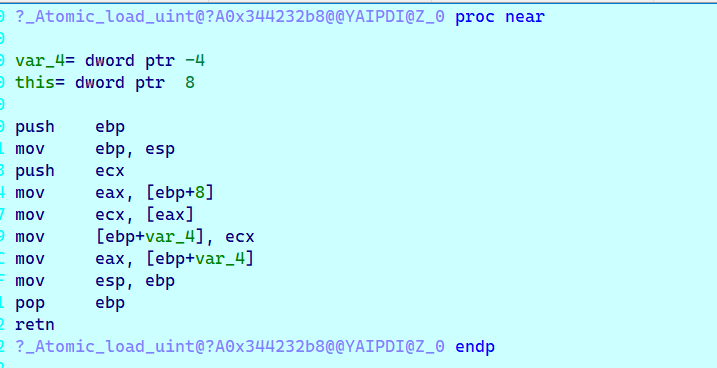 0 ?_Atomic_load_uint@?A0x344232b8@@YAIPDI@Z_0 proc near
0
0 var_4= dword ptr -4
0 this= dword ptr  8
0
0 push    ebp
1 mov     ebp, esp
3 push    ecx
4 mov     eax, [ebp+8]
7 mov     ecx, [eax]
9 mov     [ebp+var_4], ecx
C mov     eax, [ebp+var_4]
F mov     esp, ebp
1 pop     ebp
2 retn
2 ?_Atomic_load_uint@?A0x344232b8@@YAIPDI@Z_0 endp